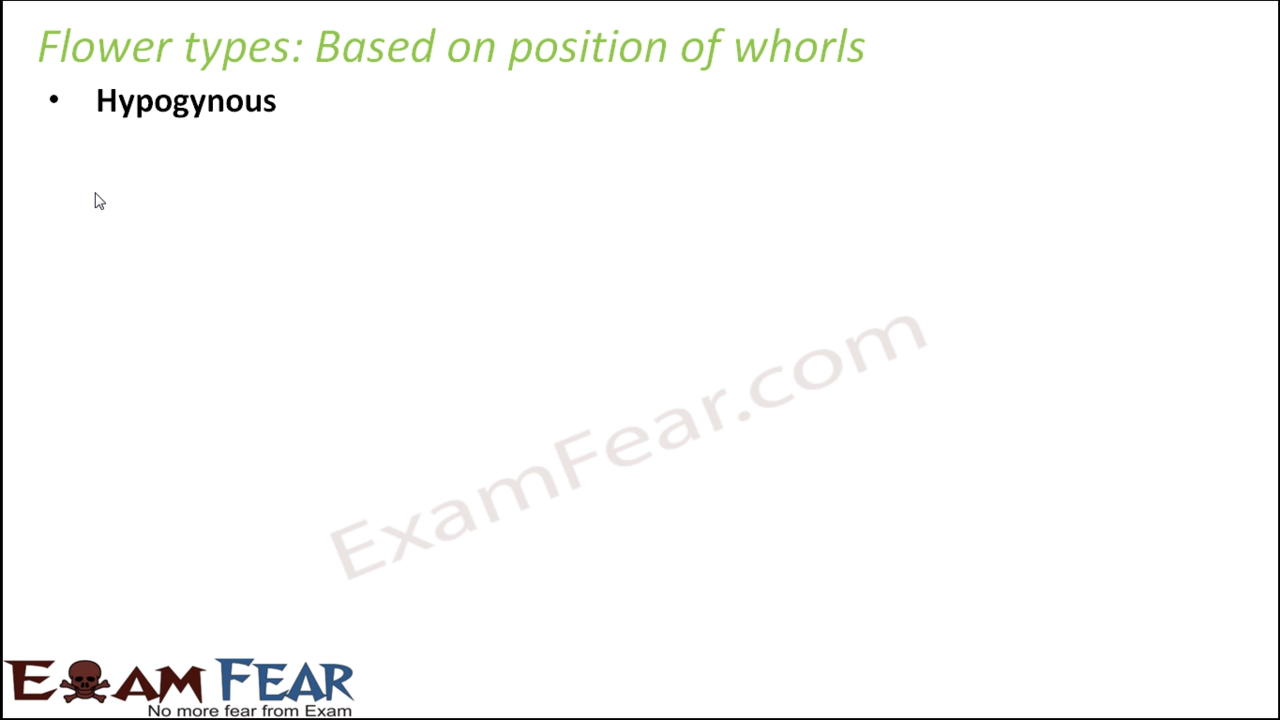 Flower types: Based on position of whorls
• Hypogynous
ExamFear.com
EXAM FEAR
No more fear from Exam